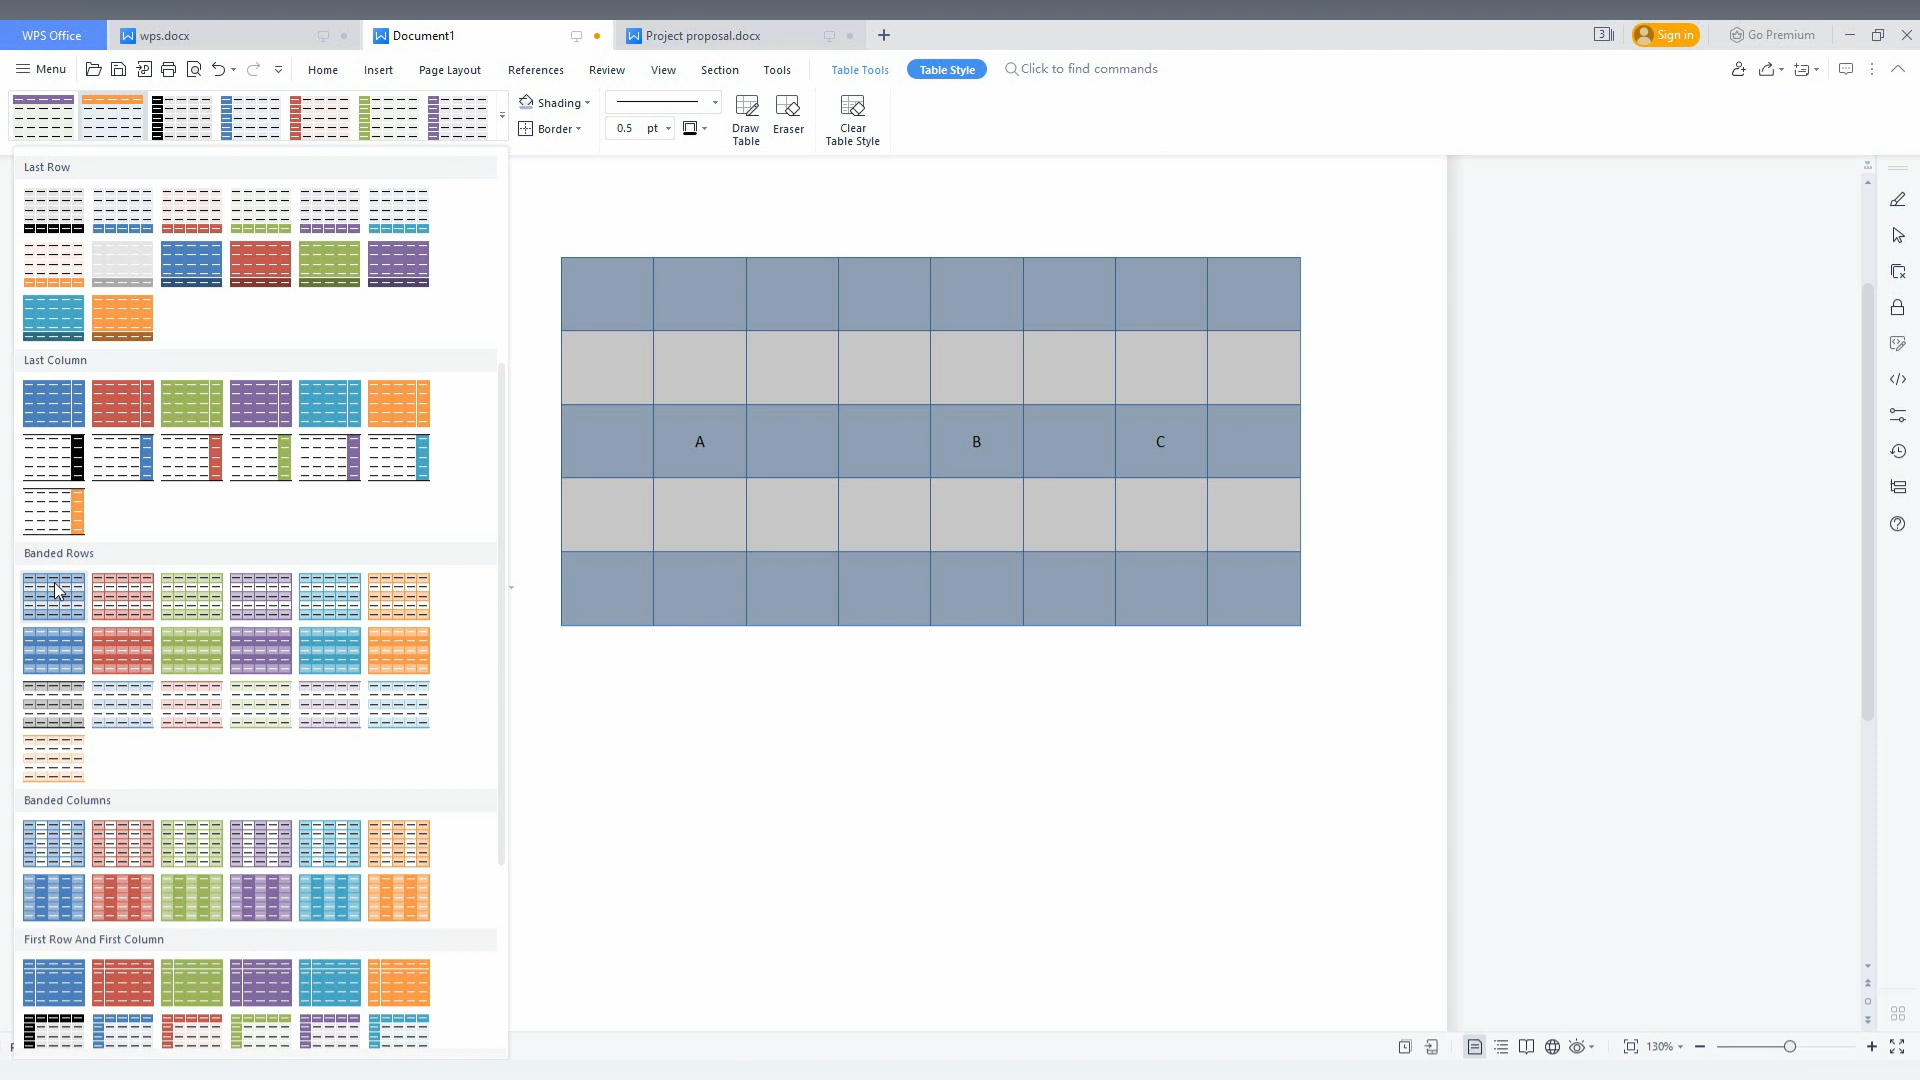 WPS Office
wps.docx
Document1
Project proposal.docx
3
Sign in
Go Premium
Menu
Home
Insert
Page Layout
References
Review
View
Section
Tools
Table Tools
Table Style
Click to find commands
Shading
Border
0.5 pt
Draw
Table
Eraser
Clear
Table Style
Last Row
Last Column
Banded Rows
Banded Columns
First Row And First Column
A
B
C
130%